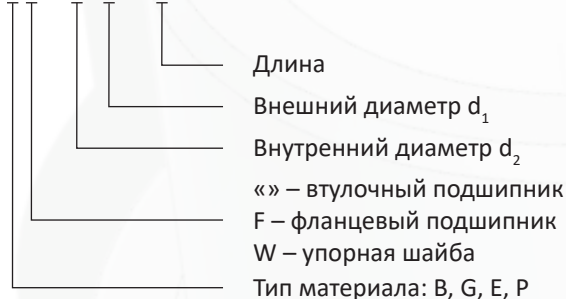 Длина
Внешний диаметр d₁
Внутренний диаметр d₂
«» – втулочный подшипник
F – фланцевый подшипник
W – упорная шайба
Тип материала: B, G, E, P